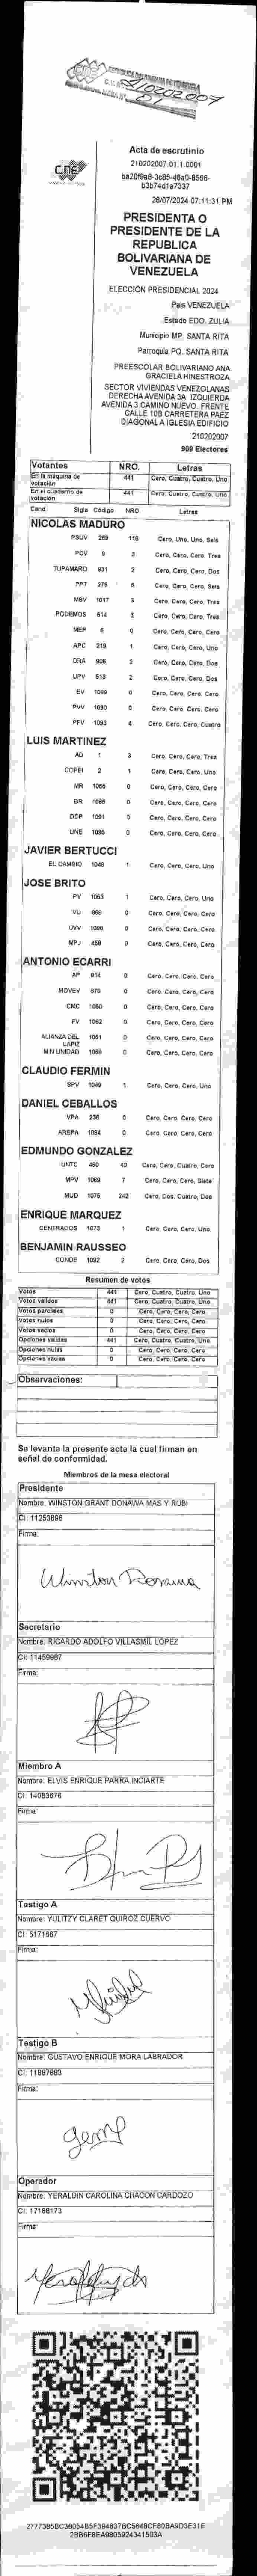 210202007
01
CNE
Acta de escrutinio
210202007.01.1.0001
26/07/2024 07:11:31 PM
PRESIDENTA O
PRESIDENTE DE LA
REPUBLICA
BOLIVARIANA DE
VENEZUELA
ELECCIÓN PRESIDENCIAL 2024
País VENEZUELA
Estado EDO. ZULIA
Municipio MP. SANTA RITA
Parroquia PQ. SANTA RITA
PREESCOLAR BOLIVARIANO ANA
GRACIELA HINESTROZA
SECTOR VIVIENDAS VENEZOLANAS
DERECHA AVENIDA 3A. IZQUIERDA
AVENIDA 3 CAMINO NUEVO. FRENTE
CALLE 10B CARRETERA PAEZ
DIAGONAL A IGLESIA EDIFICIO
210202007
909 Electores
Votantes NRO. Letras
En la máquina de votación 441 Cero, Cuatro, Cuatro, Uno
En el cuaderno de votación 441 Cero, Cuatro, Cuatro, Uno
Cand Sigla Código NRO. Letras
NICOLAS MADURO
PSUV 269 116 Cero, Uno, Uno, Seis
PCV 9 3 Cero, Cero, Cero, Tres
TUPAMARO 931 2 Cero, Cero, Cero, Dos
PPT 276 6 Cero, Cero, Cero, Seis
MSV 1017 3 Cero, Cero, Cero, Tres
PODEMOS 614 3 Cero, Cero, Cero, Tres
MEP 6 0 Cero, Cero, Cero, Cero
APC 219 1 Cero, Cero, Cero, Uno
ORA 906 2 Cero, Cero, Cero, Dos
UPV 513 2 Cero, Cero, Cero, Dos
EV 1089 0 Cero, Cero, Cero, Cero
PVV 1090 0 Cero, Cero, Cero, Cero
PFV 1093 4 Cero, Cero, Cero, Cuatro
LUIS MARTINEZ
AD 1 3 Cero, Cero, Cero, Tres
COPEI 2 1 Cero, Cero, Cero, Uno
MR 1066 0 Cero, Cero, Cero, Cero
BR 1065 0 Cero, Cero, Cero, Cero
DDP 1091 0 Cero, Cero, Cero, Cero
UNE 1095 0 Cero, Cero, Cero, Cero
JAVIER BERTUCCI
EL CAMBIO 1048 1 Cero, Cero, Cero, Uno
JOSE BRITO
PV 1053 1 Cero, Cero, Cero, Uno
VU 669 0 Cero, Cero, Cero, Cero
UVV 1096 0 Cero, Cero, Cero, Cero
MPJ 458 0 Cero, Cero, Cero, Cero
ANTONIO ECARRI
AP 914 0 Cero, Cero, Cero, Cero
MOVEV 970 0 Cero, Cero, Cero, Cero
CMC 1050 0 Cero, Cero, Cero, Cero
FV 1062 0 Cero, Cero, Cero, Cero
ALIANZA DEL LAPIZ 1051 0 Cero, Cero, Cero, Cero
MIN UNIDAD 1069 0 Cero, Cero, Cero, Cero
CLAUDIO FERMIN
SPV 1049 1 Cero, Cero, Cero, Uno
DANIEL CEBALLOS
VPA 236 0 Cero, Cero, Cero, Cero
AREPA 1094 0 Cero, Cero, Cero, Cero
EDMUNDO GONZALEZ
UNTC 450 40 Cero, Cero, Cuatro, Cero
MPV 1069 7 Cero, Cero, Cero, Siete
MUD 1076 242 Cero, Dos, Cuatro, Dos
ENRIQUE MARQUEZ
CENTRADOS 1073 1 Cero, Cero, Cero, Uno
BENJAMIN RAUSSEO
CONDE 1092 2 Cero, Cero, Cero, Dos
Resumen de votos
Votos 441 Cero, Cuatro, Cuatro, Uno
Votos válidos 441 Cero, Cuatro, Cuatro, Uno
Votos parciales 0 Cero, Cero, Cero, Cero
Votos nulos 0 Cero, Cero, Cero, Cero
Votos vacíos 0 Cero, Cero, Cero, Cero
Opciones válidas 441 Cero, Cuatro, Cuatro, Uno
Opciones nulas 0 Cero, Cero, Cero, Cero
Opciones vacías 0 Cero, Cero, Cero, Cero
Observaciones:
Se levanta la presente acta la cual firman en
señal de conformidad.
Miembros de la mesa electoral
Presidente
Nombre: WINSTON GRANT DONAWA MAS Y RUBI
CI: 11253896
Firma:
Winston Donawa
Secretario
Nombre: RICARDO ADOLFO VILLASMIL LOPEZ
CI: 11459987
Firma:
Miembro A
Nombre: ELVIS ENRIQUE PARRA INCIARTE
CI: 14083676
Firma:
Testigo A
Nombre: YULITZY CLARET QUIROZ CUERVO
CI: 5171667
Firma:
Testigo B
Nombre: GUSTAVO ENRIQUE MORA LABRADOR
CI: 11897983
Firma:
Operador
Nombre: YERALDIN CAROLINA CHACON CARDOZO
CI: 17188173
Firma: